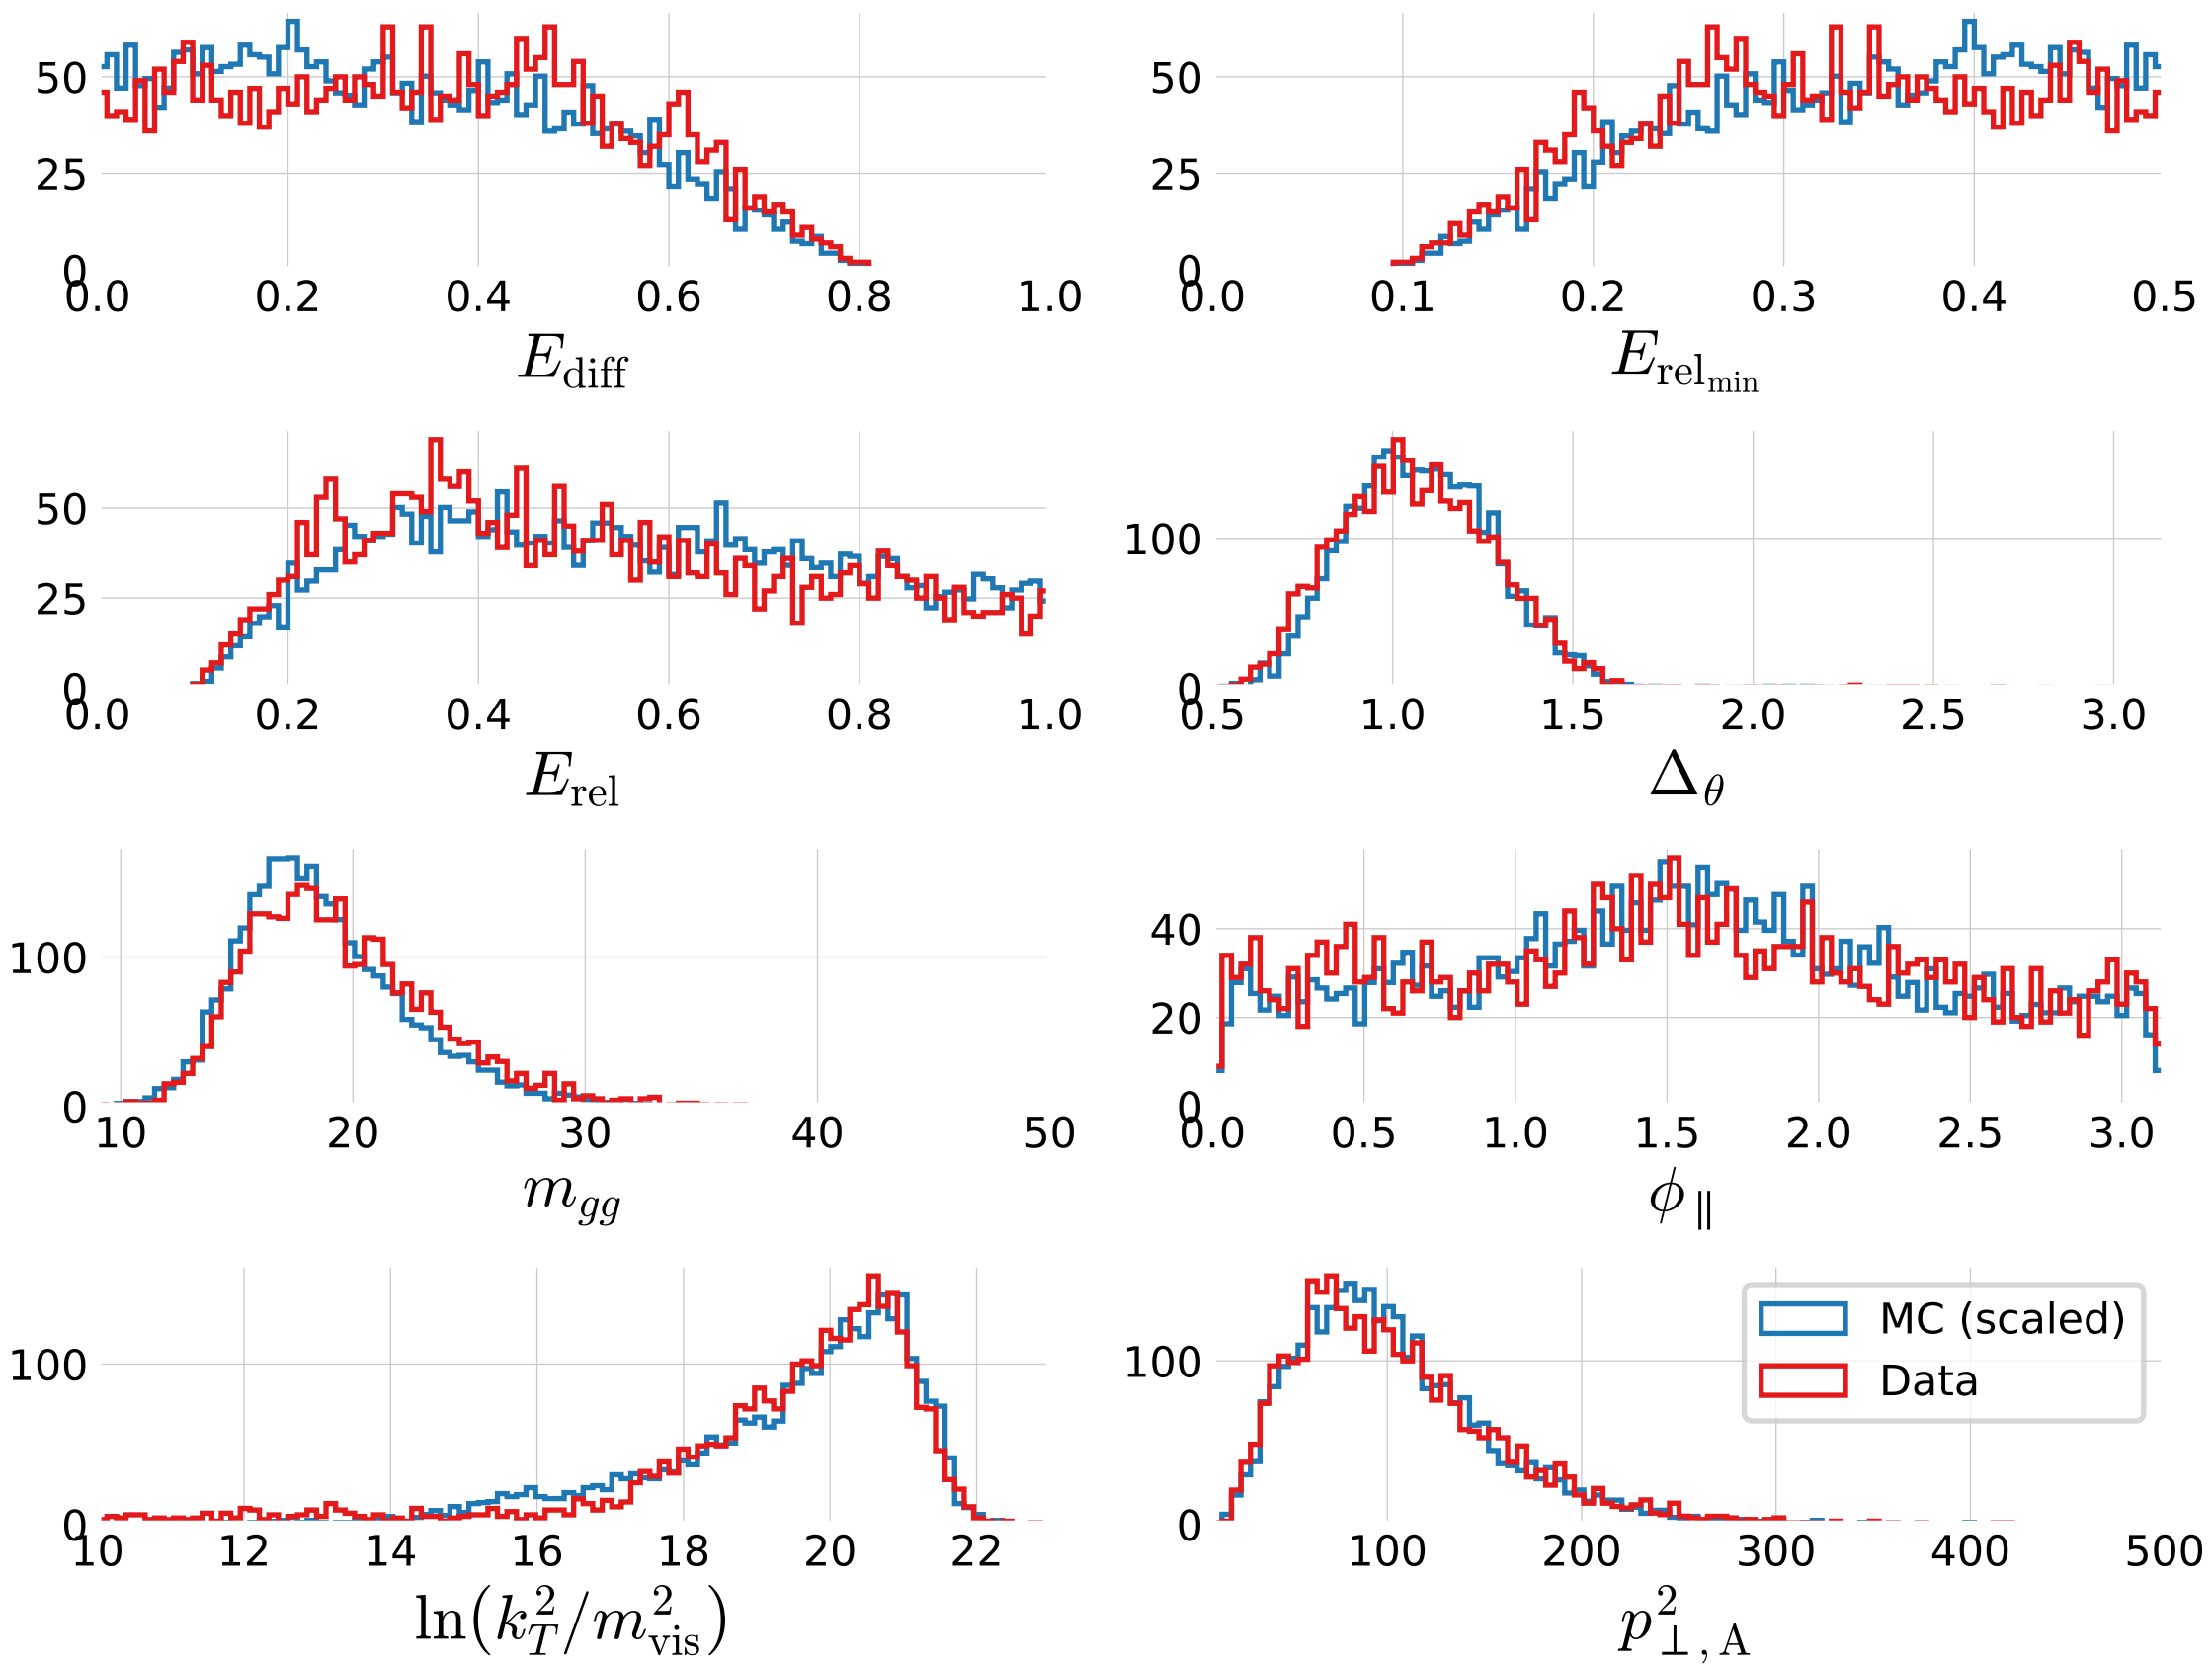 50
25
0
0.0 0.2 0.4 0.6 0.8 1.0
E_diff
50
25
0
0.0 0.1 0.2 0.3 0.4 0.5
E_rel_min
50
25
0
0.0 0.2 0.4 0.6 0.8 1.0
E_rel
100
0
0.5 1.0 1.5 2.0 2.5 3.0
Δ_θ
100
0
10 20 30 40 50
m_gg
40
20
0
0.0 0.5 1.0 1.5 2.0 2.5 3.0
ϕ_∥
100
0
10 12 14 16 18 20 22
ln(k_T^2/m_vis^2)
MC (scaled)
Data
100
0
100 200 300 400 500
p_⊥,A^2